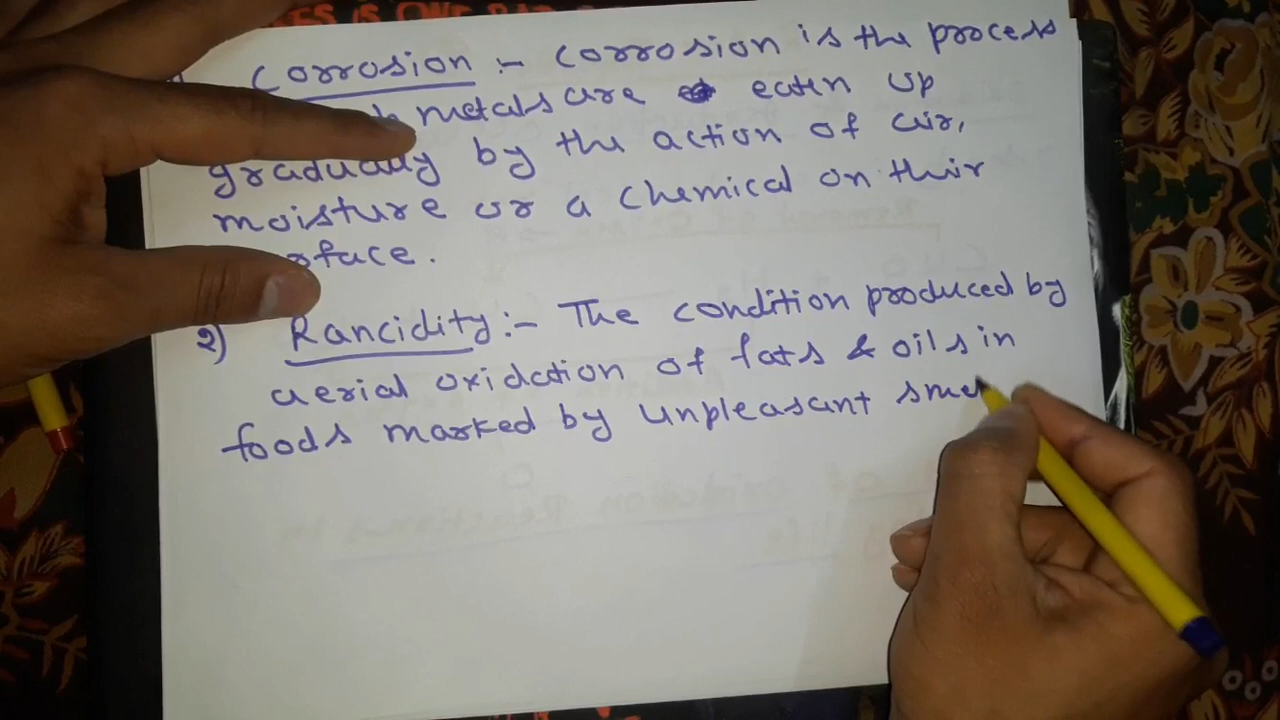 Corrosion :- Corrosion is the process
metals are eaten up
gradually by the action of air,
moisture or a chemical on their
face.
2) Rancidity :- The condition produced by
aerial oxidation of fats & oils in
foods marked by unpleasant sme